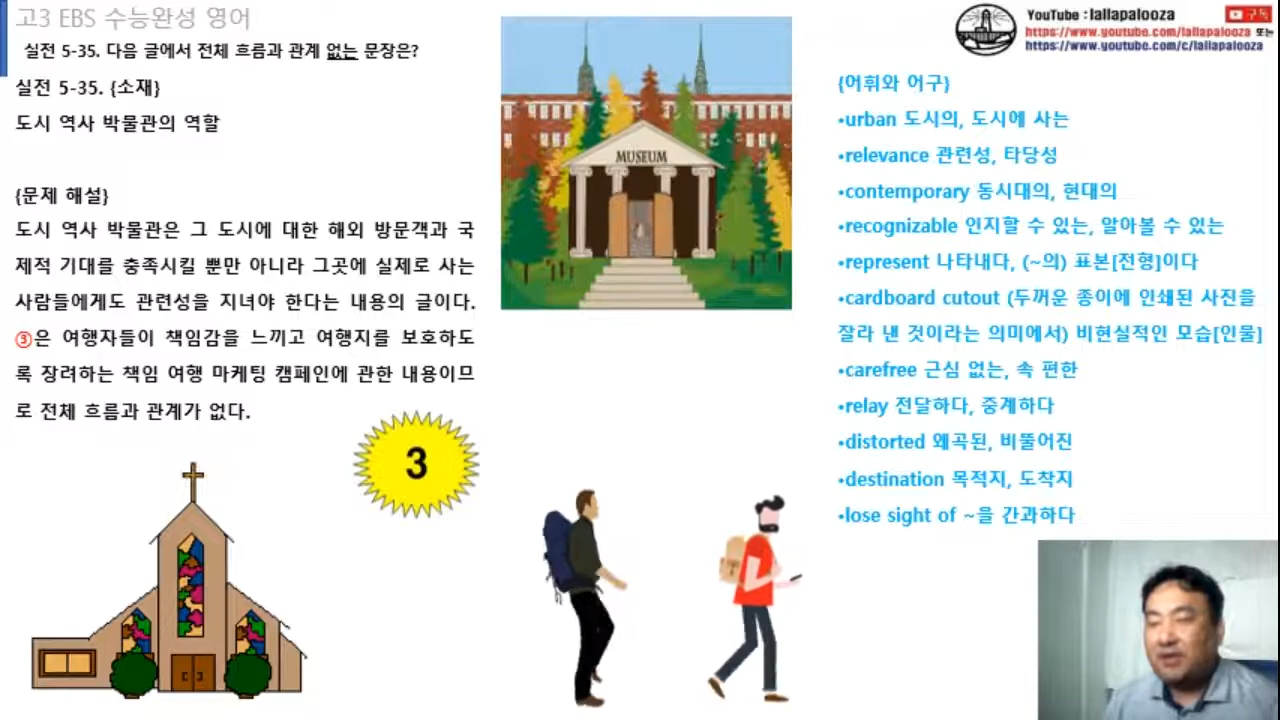 고3 EBS 수능완성 영어
실전 5-35. 다음 글에서 전체 흐름과 관계 없는 문장은?
실전 5-35. {소재}
도시 역사 박물관의 역할
{문제 해설}
도시 역사 박물관은 그 도시에 대한 해외 방문객과 국
제적 기대를 충족시킬 뿐만 아니라 그곳에 실제로 사는
사람들에게도 관련성을 지녀야 한다는 내용의 글이다.
③은 여행자들이 책임감을 느끼고 여행지를 보호하도
록 장려하는 책임 여행 마케팅 캠페인에 관한 내용이므
로 전체 흐름과 관계가 없다.
3
MUSEUM
YouTube : lallapalooza
구독
https://www.youtube.com/lallapalooza 또는
https://www.youtube.com/c/lallapalooza
{어휘와 어구}
•urban 도시의, 도시에 사는
•relevance 관련성, 타당성
•contemporary 동시대의, 현대의
•recognizable 인지할 수 있는, 알아볼 수 있는
•represent 나타내다, (~의) 표본[전형]이다
•cardboard cutout (두꺼운 종이에 인쇄된 사진을
잘라 낸 것이라는 의미에서) 비현실적인 모습[인물]
•carefree 근심 없는, 속 편한
•relay 전달하다, 중계하다
•distorted 왜곡된, 비뚤어진
•destination 목적지, 도착지
•lose sight of ~을 간과하다